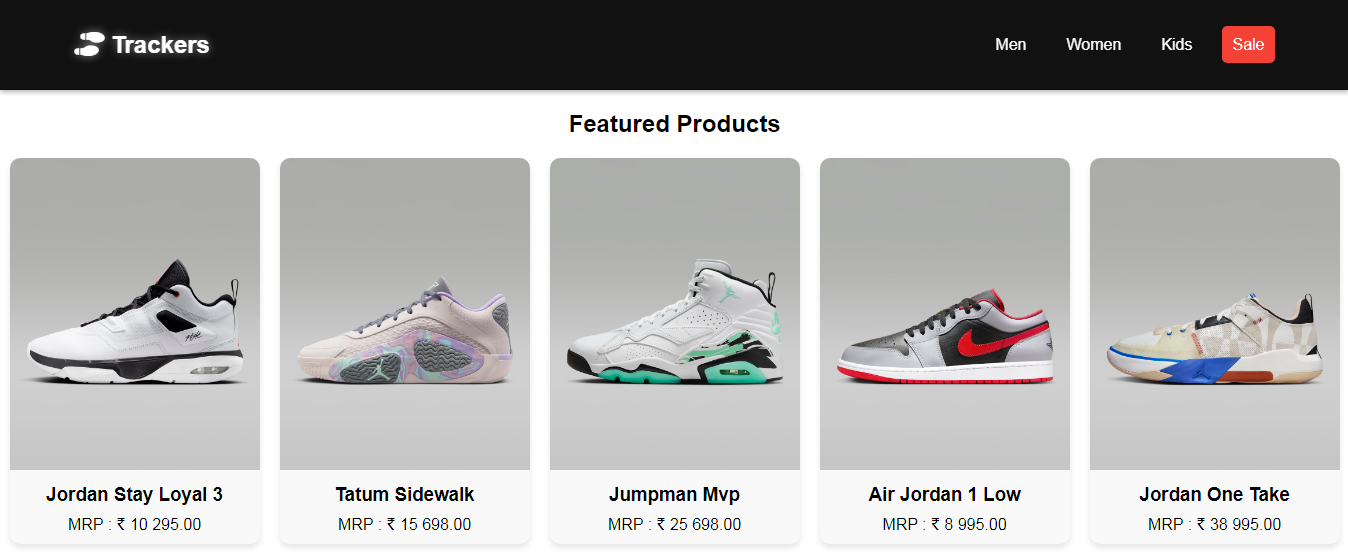 Trackers
Men Women Kids Sale
Featured Products
Jordan Stay Loyal 3
MRP : ₹ 10 295.00
Tatum Sidewalk
MRP : ₹ 15 698.00
Jumpman Mvp
MRP : ₹ 25 698.00
Air Jordan 1 Low
MRP : ₹ 8 995.00
Jordan One Take
MRP : ₹ 38 995.00